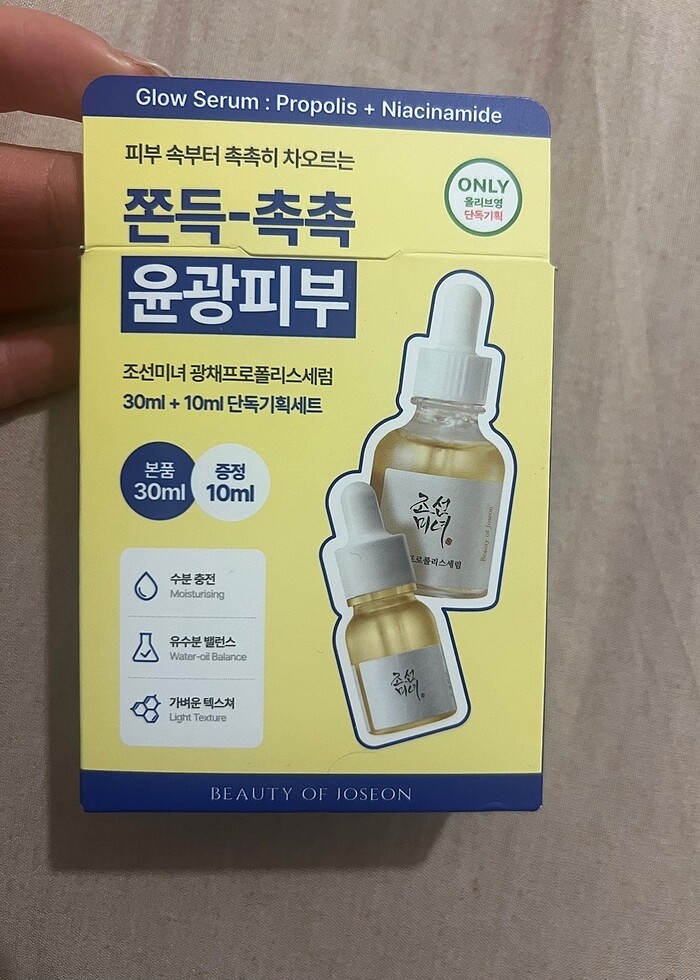 Glow Serum : Propolis + Niacinamide
피부 속부터 촉촉히 차오르는
ONLY
올리브영
단독기획
쫀득-촉촉
윤광피부
조선미녀 광채프로폴리스세럼
30ml + 10ml 단독기획세트
본품
30ml
증정
10ml
수분 충전
Moisturising
유수분 밸런스
Water-oil Balance
가벼운 텍스쳐
Light Texture
조선
미녀
Beauty of Joseon
프로폴리스세럼
조선
미녀
BEAUTY OF JOSEON